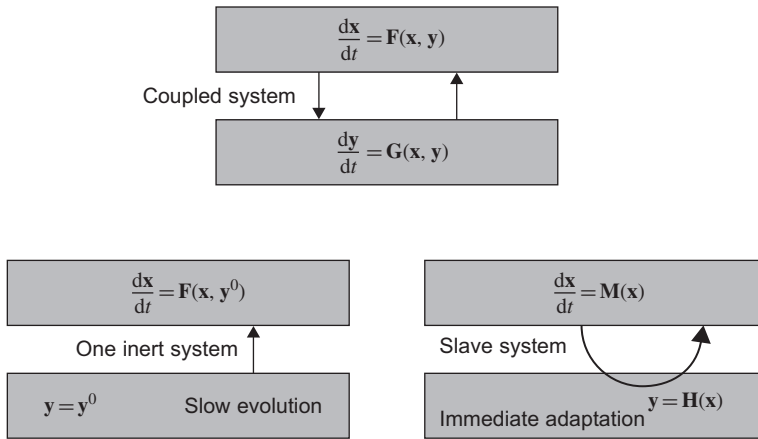 dx/dt = F(x, y)
Coupled system
dy/dt = G(x, y)
dx/dt = F(x, y⁰)
One inert system
y = y⁰ Slow evolution
dx/dt = M(x)
Slave system
y = H(x)
Immediate adaptation